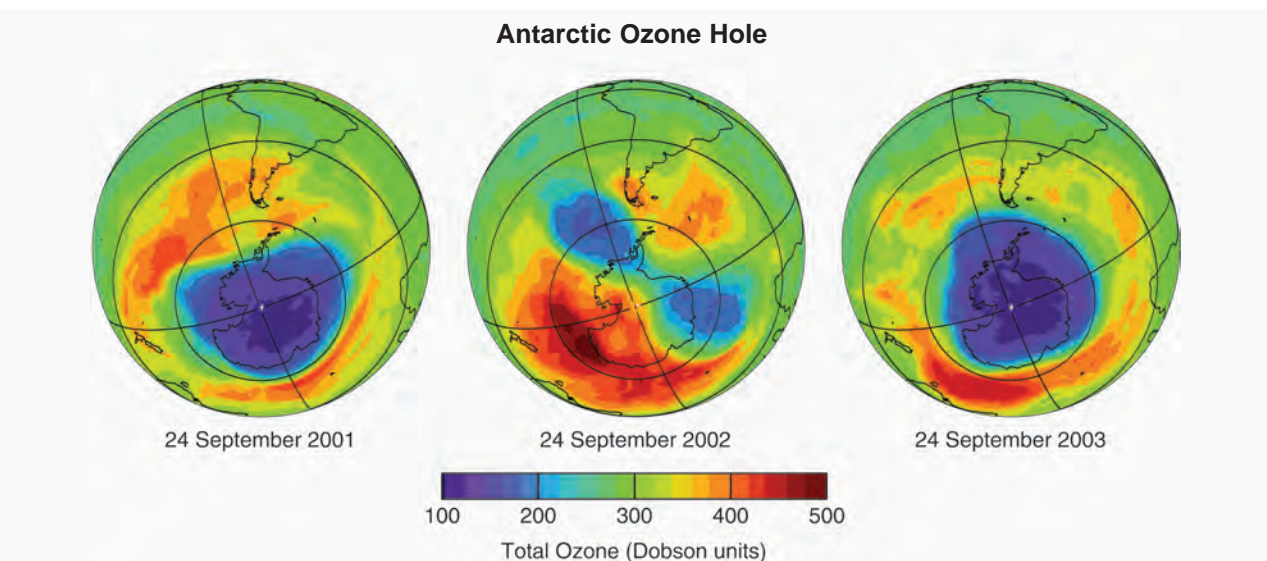 Antarctic Ozone Hole
24 September 2001
24 September 2002
24 September 2003
100 200 300 400 500
Total Ozone (Dobson units)